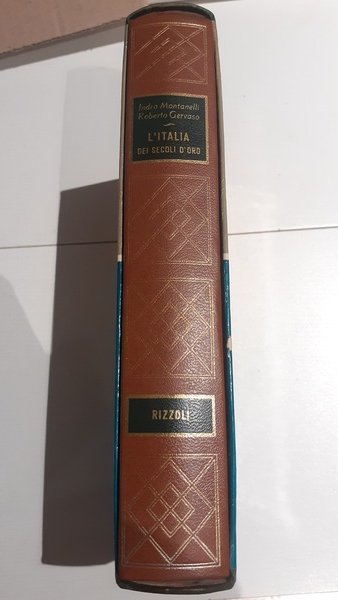 Indro Montanelli
Roberto Gervaso
L'ITALIA
DEI SECOLI D'ORO
RIZZOLI